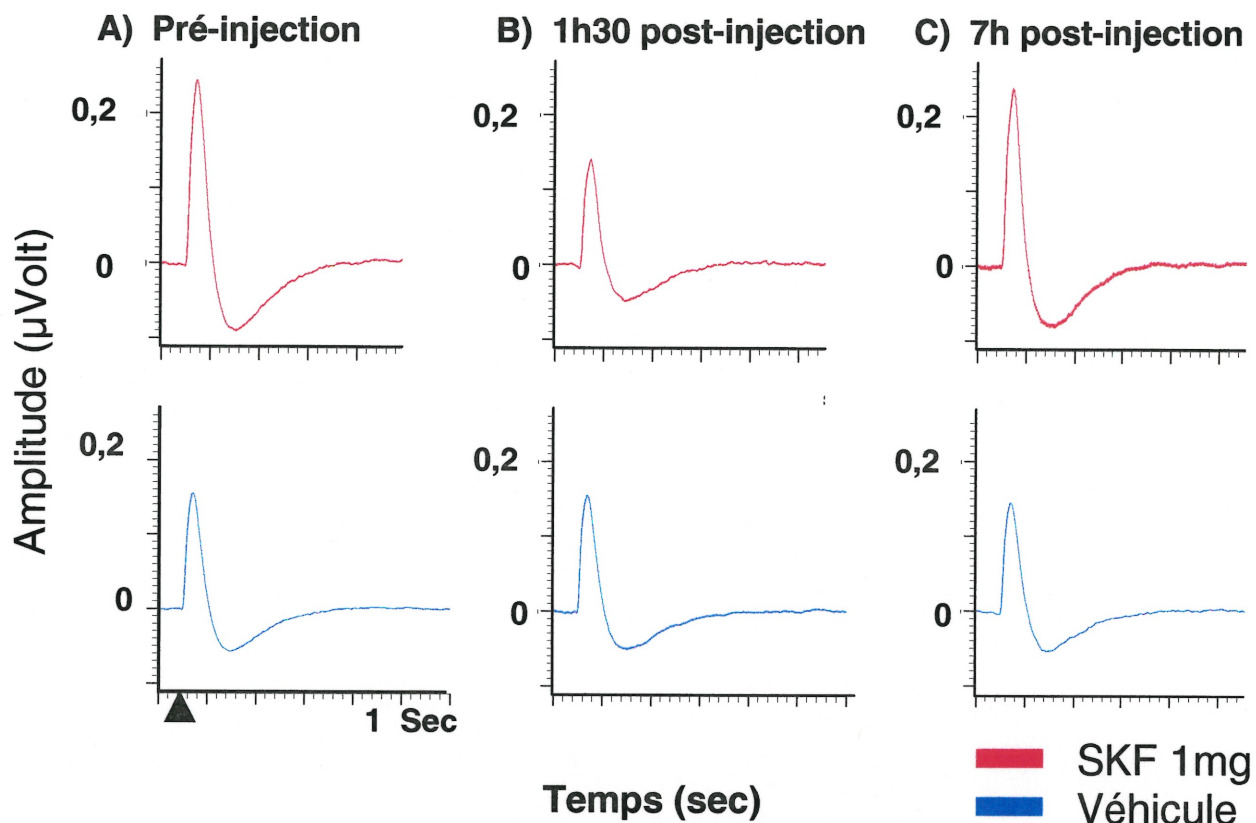 A) Pré-injection
B) 1h30 post-injection
C) 7h post-injection
Amplitude (µVolt)
0,2
0
0,2
0
0,2
0
0,2
0
0,2
0
0,2
0
1 Sec
Temps (sec)
SKF 1mg
Véhicule